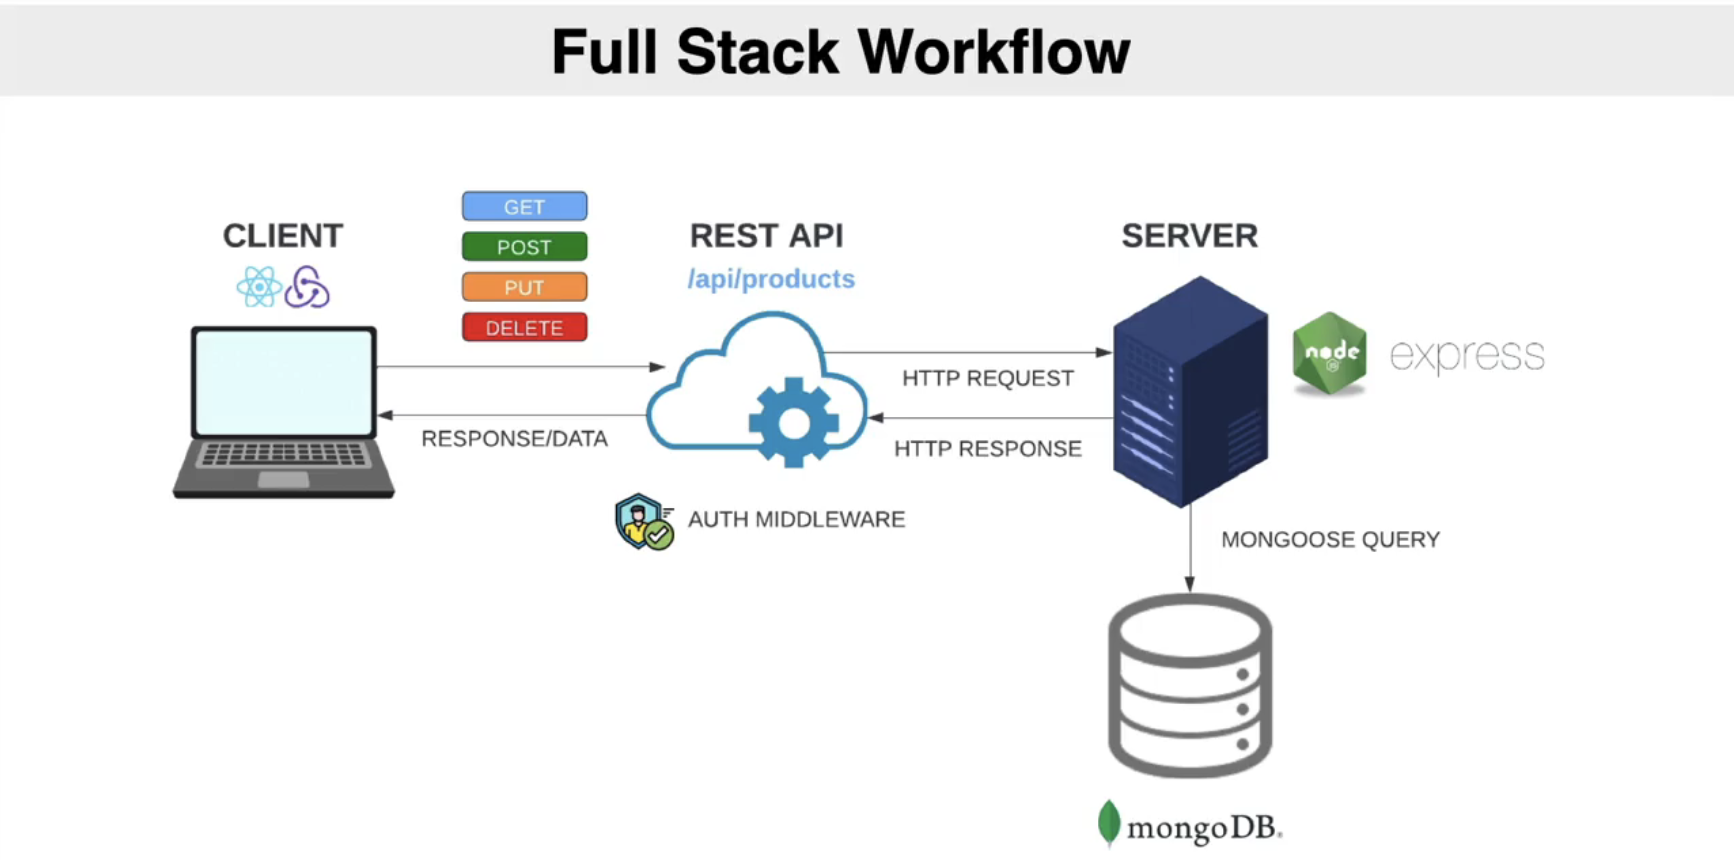 Full Stack Workflow
CLIENT
GET
POST
PUT
DELETE
RESPONSE/DATA
REST API
/api/products
AUTH MIDDLEWARE
HTTP REQUEST
HTTP RESPONSE
SERVER
node
JS
express
MONGOOSE QUERY
mongoDB.